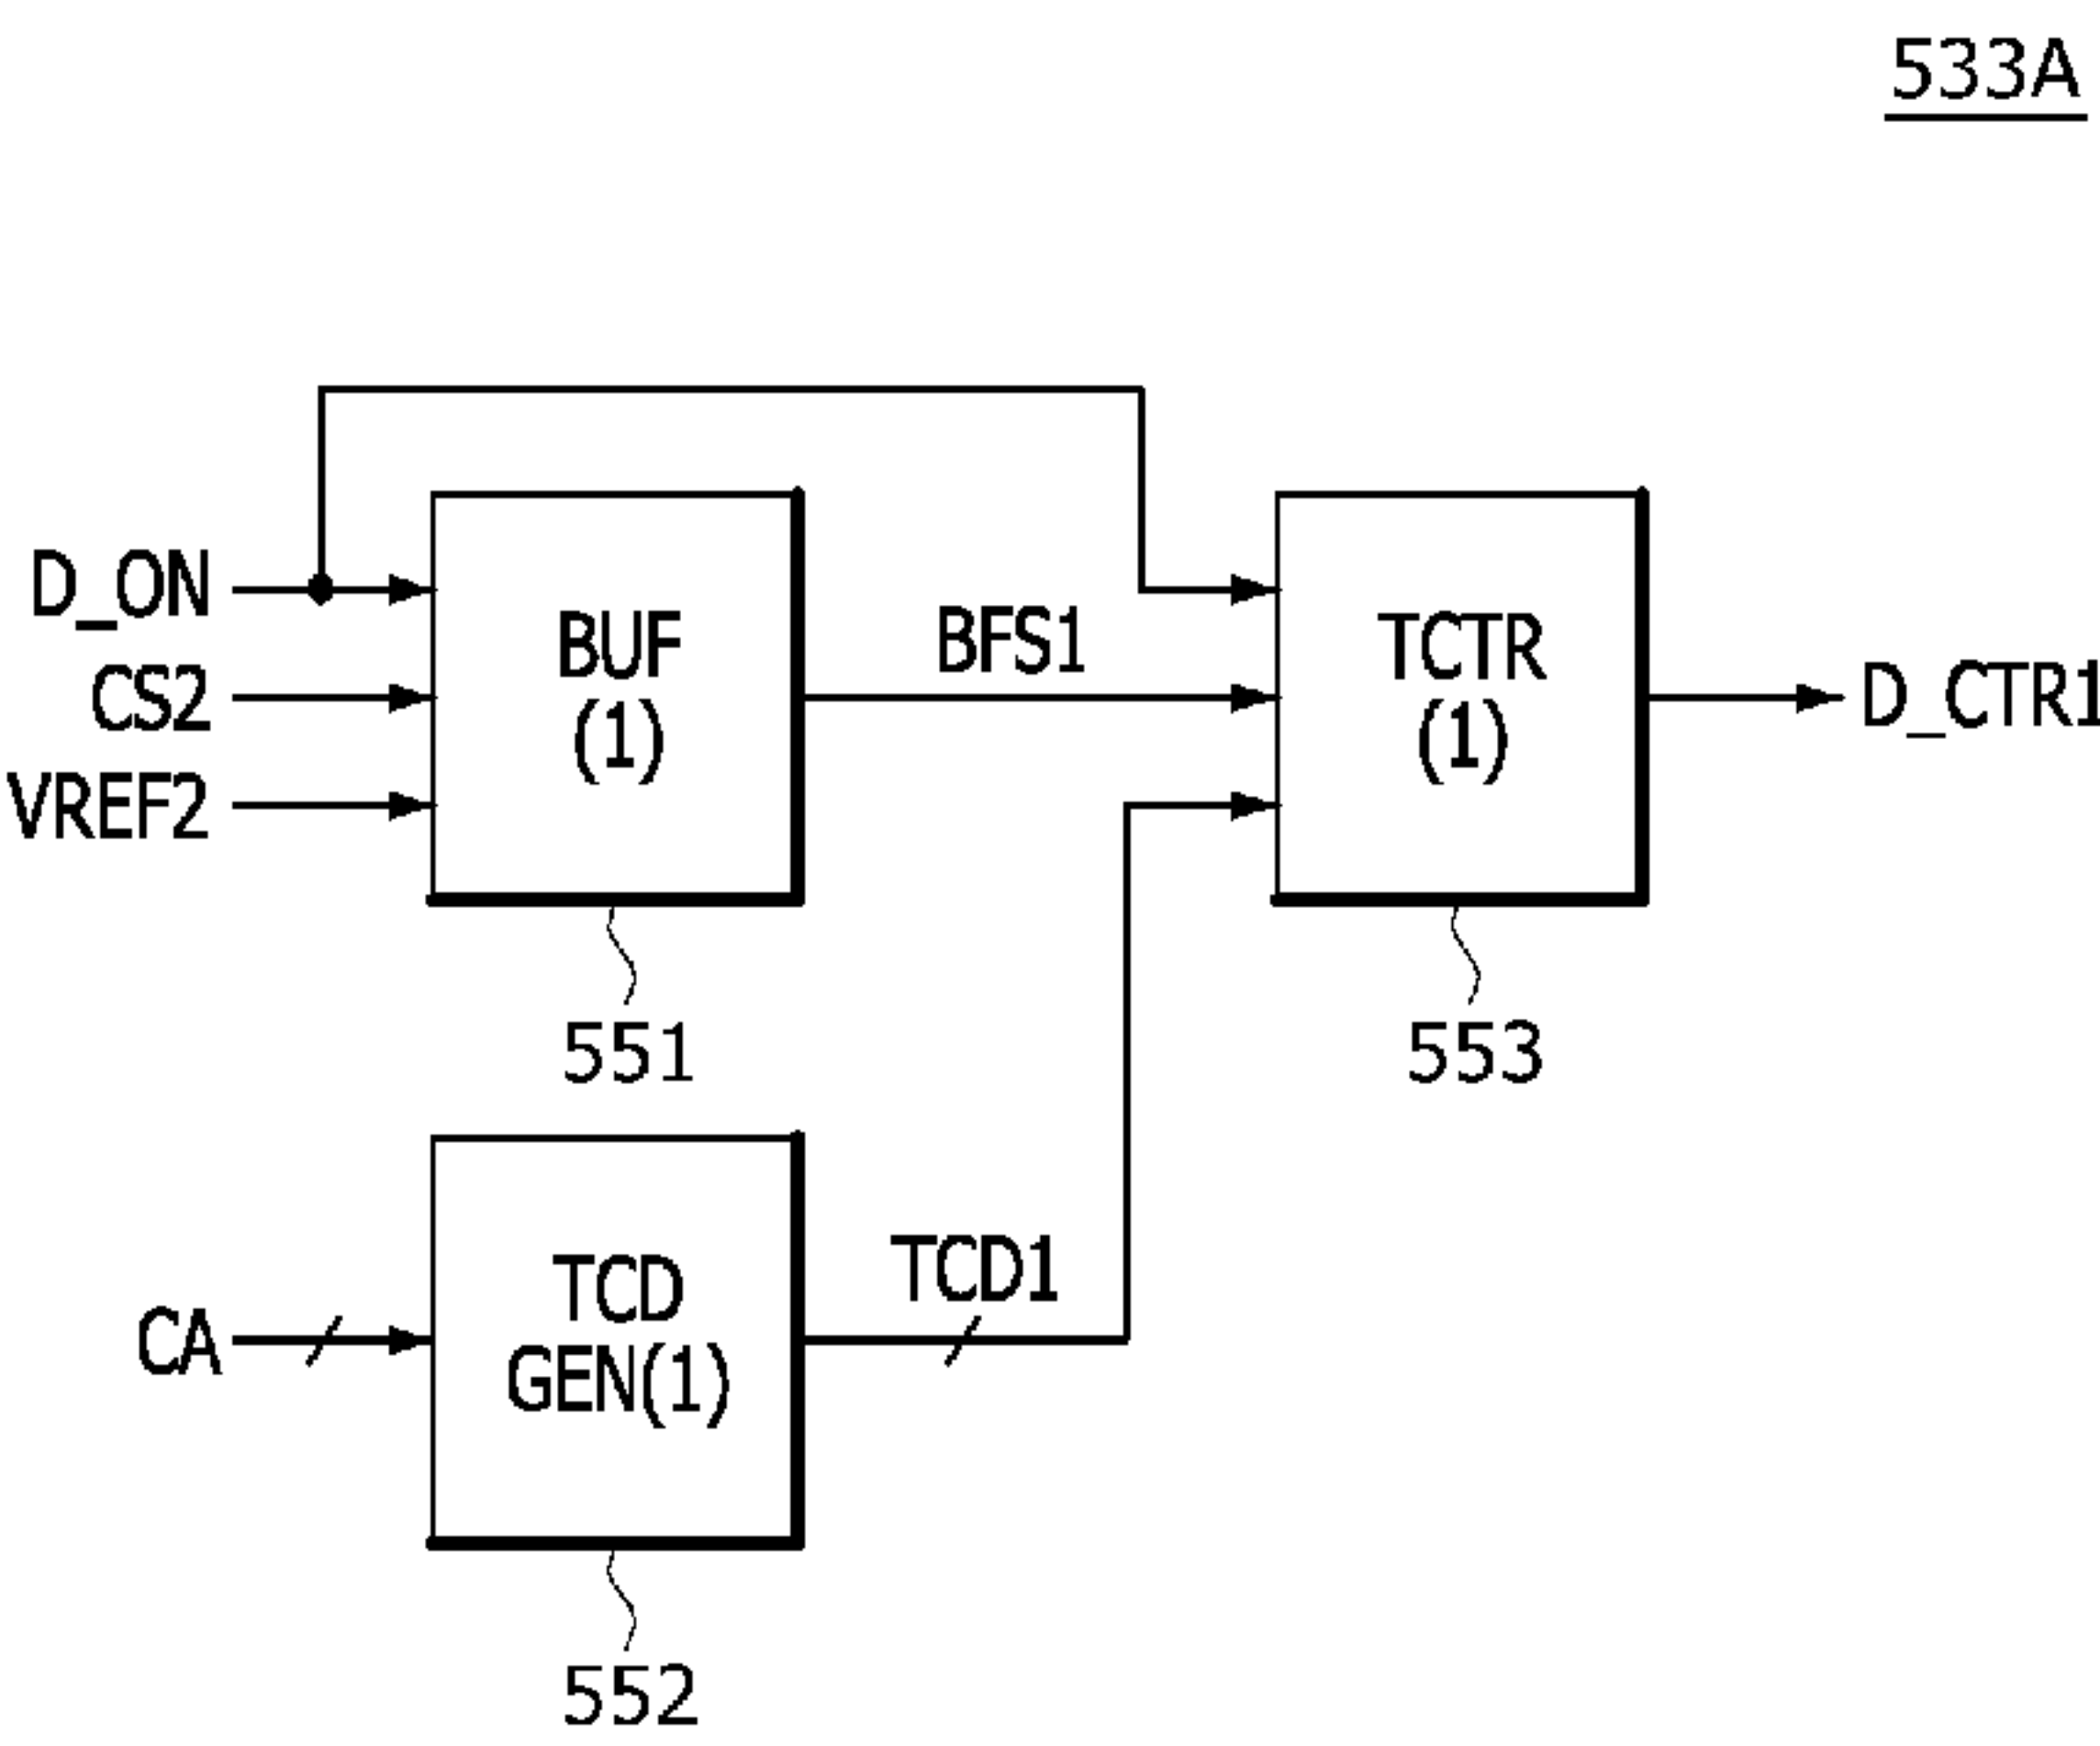 533A
D_ON
CS2
VREF2
BUF
(1)
BFS1
TCTR
(1)
D_CTR1
551
553
CA
TCD
GEN(1)
TCD1
552